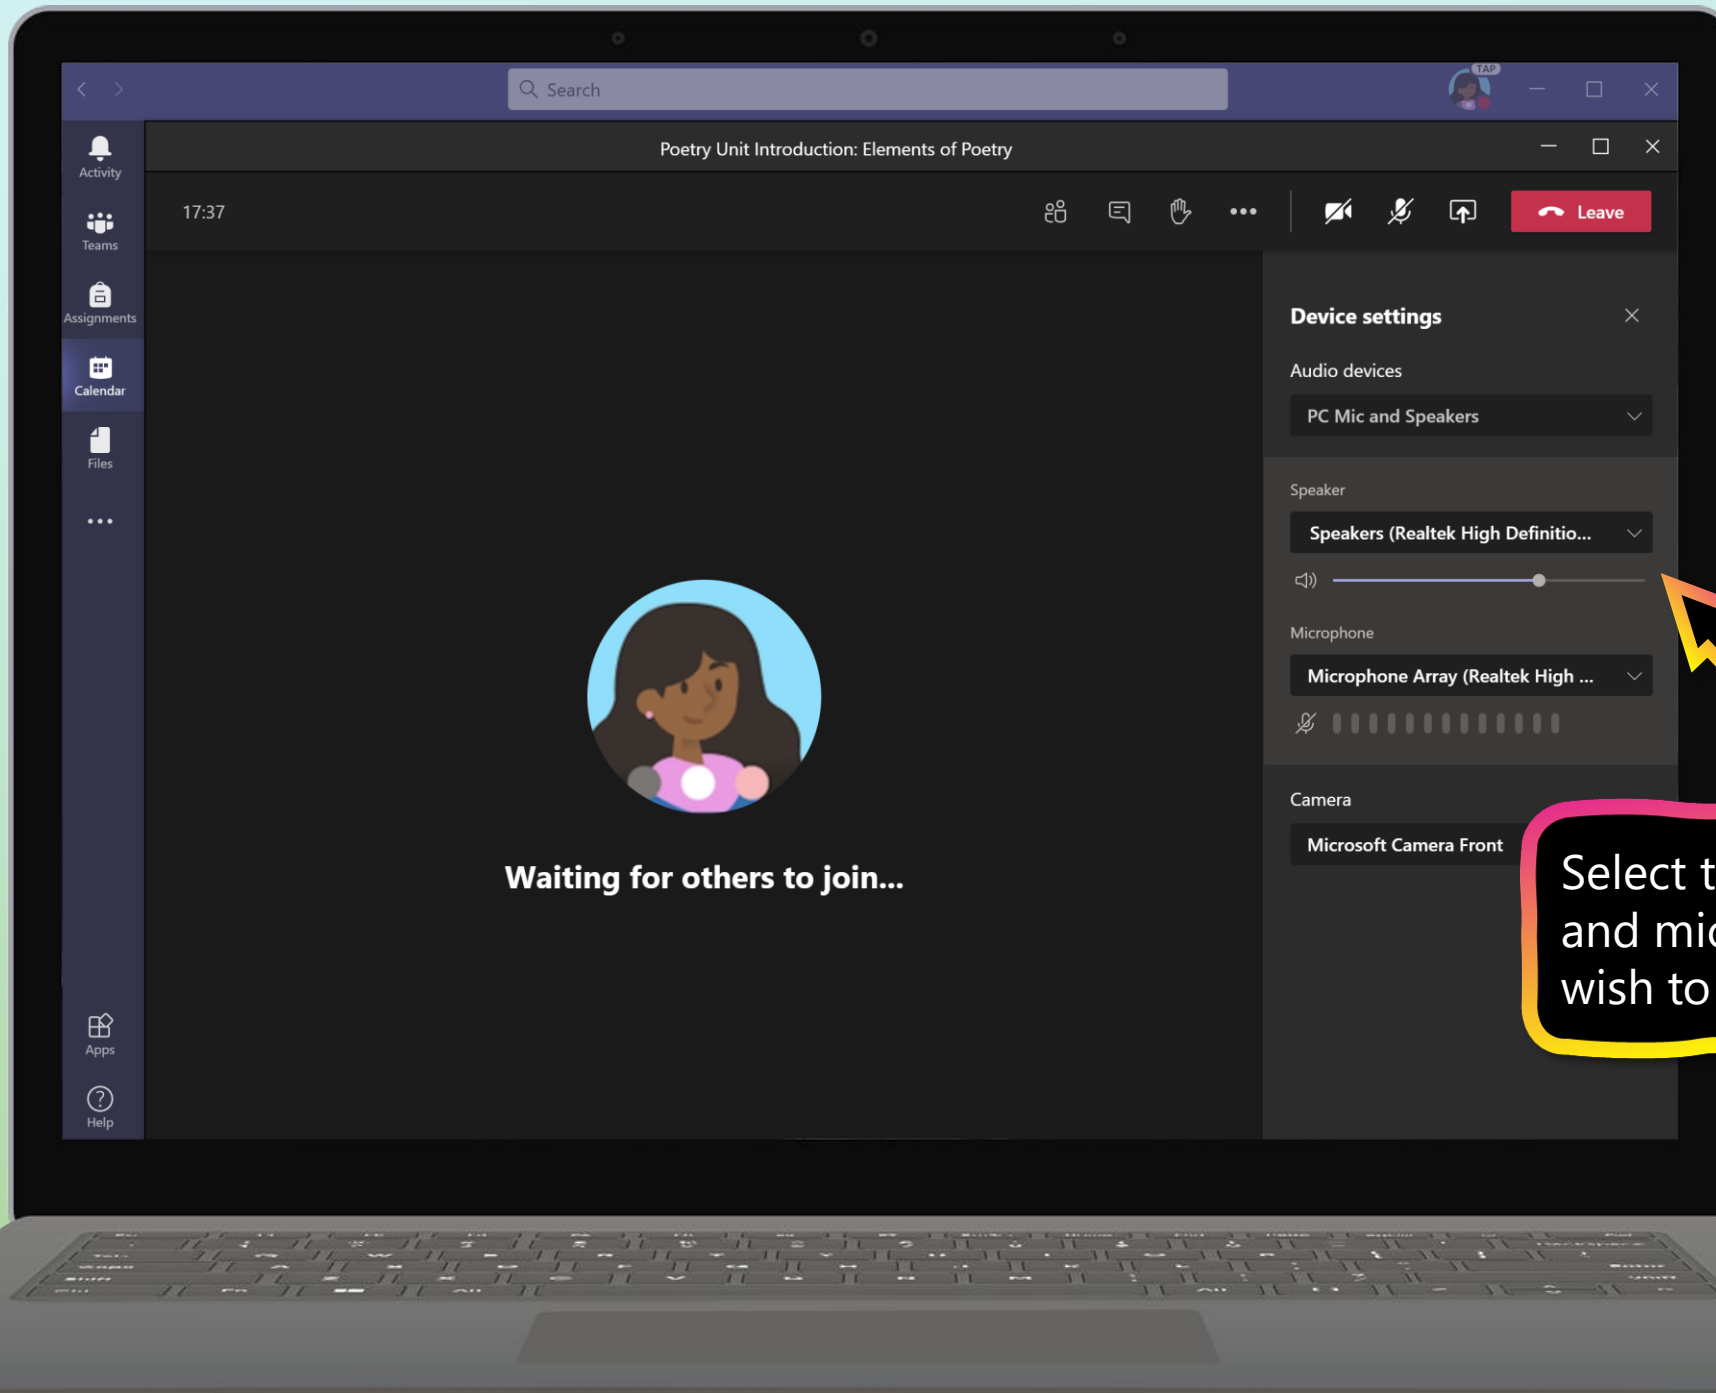 Search
TAP
Activity
Poetry Unit Introduction: Elements of Poetry
17:37
Leave
Teams
Assignments
Calendar
Files
Apps
Help
Waiting for others to join...
Device settings
Audio devices
PC Mic and Speakers
Speaker
Speakers (Realtek High Definitio...
Microphone
Microphone Array (Realtek High ...
Camera
Microsoft Camera Front
Select t
and mic
wish to